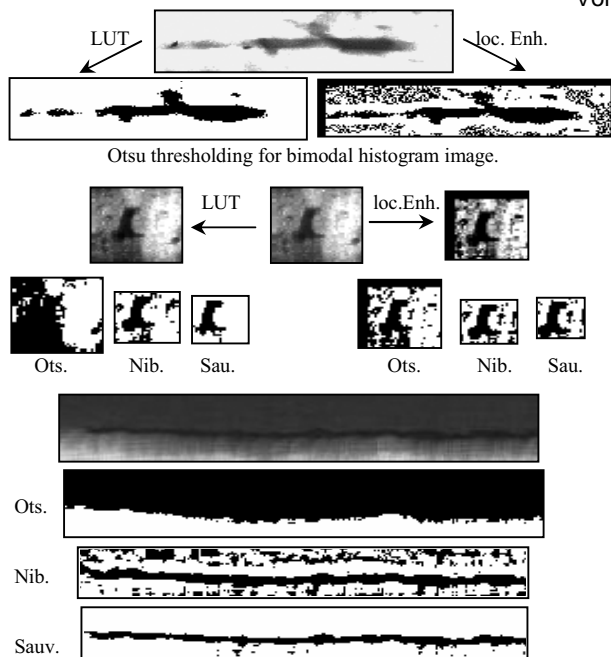 Vol
LUT loc. Enh.
Otsu thresholding for bimodal histogram image.
LUT loc.Enh.
Ots. Nib. Sau. Ots. Nib. Sau.
Ots.
Nib.
Sauv.